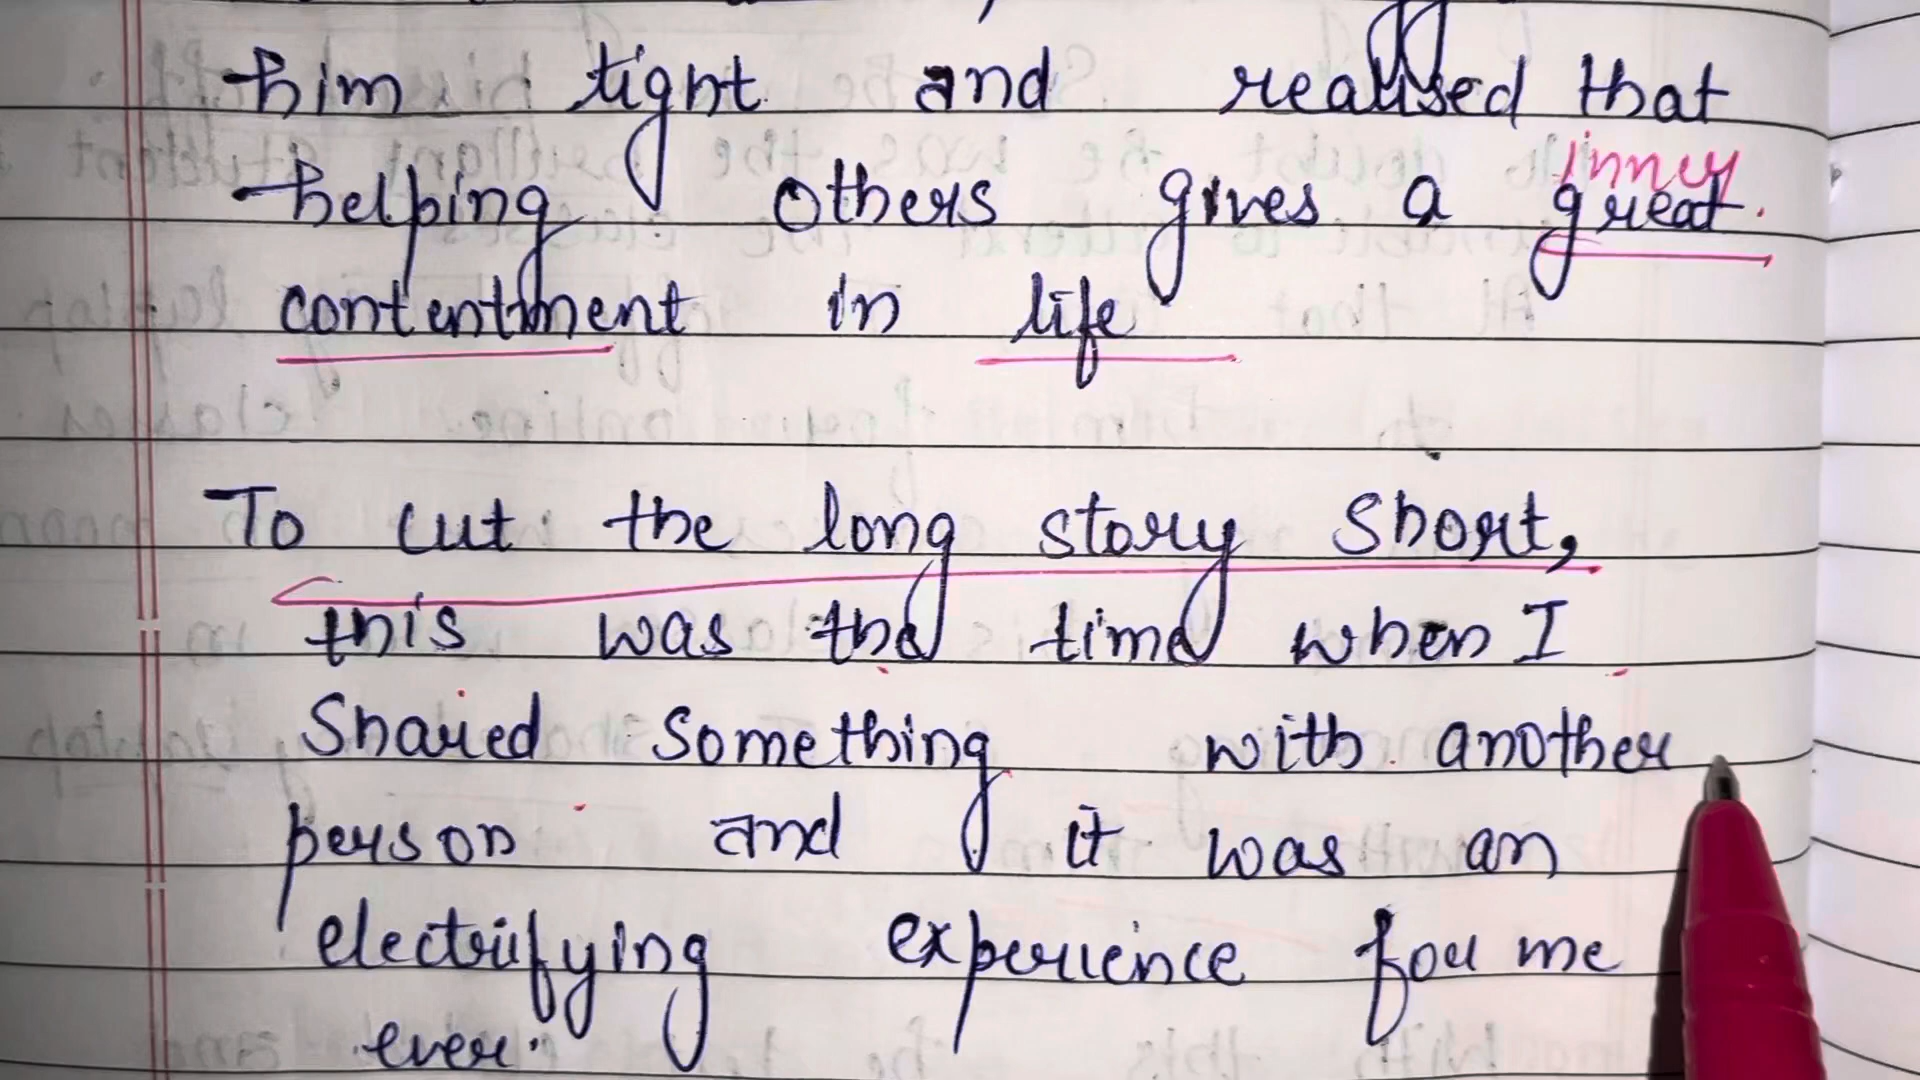 him tight and realised that
inner
helping others gives a great
contentment in life
To cut the long story short,
this was the time when I
Shared something with another
person and it was an
electrifying experience for me
ever.